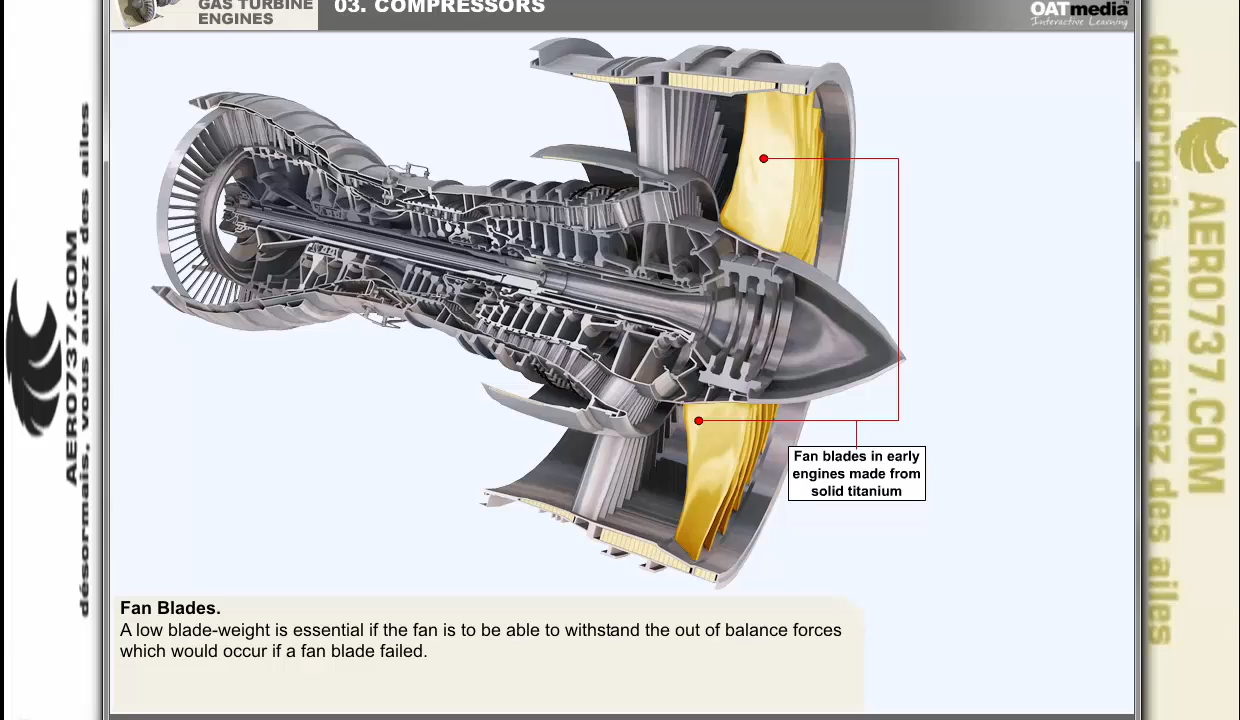 GAS TURBINE
ENGINES
03. COMPRESSORS
OATmedia™
Interactive Learning
Fan blades in early
engines made from
solid titanium
Fan Blades.
A low blade-weight is essential if the fan is to be able to withstand the out of balance forces
which would occur if a fan blade failed.
AERO737.COM
désormais, vous aurez des ailes
AERO737.COM
désormais, vous aurez des ailes